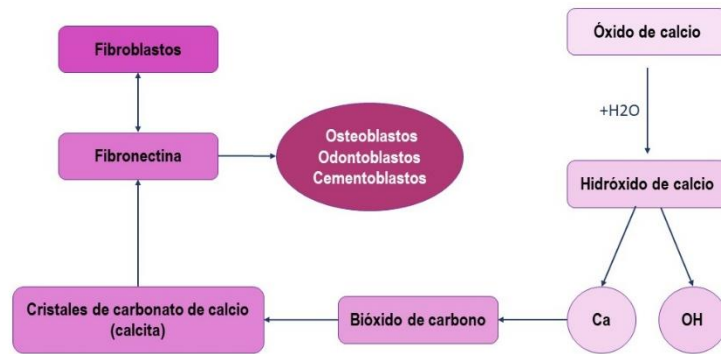 Fibroblastos
Óxido de calcio
+H2O
Fibronectina
Osteoblastos
Odontoblastos
Cementoblastos
Hidróxido de calcio
Cristales de carbonato de calcio
(calcita)
Bióxido de carbono
Ca
OH